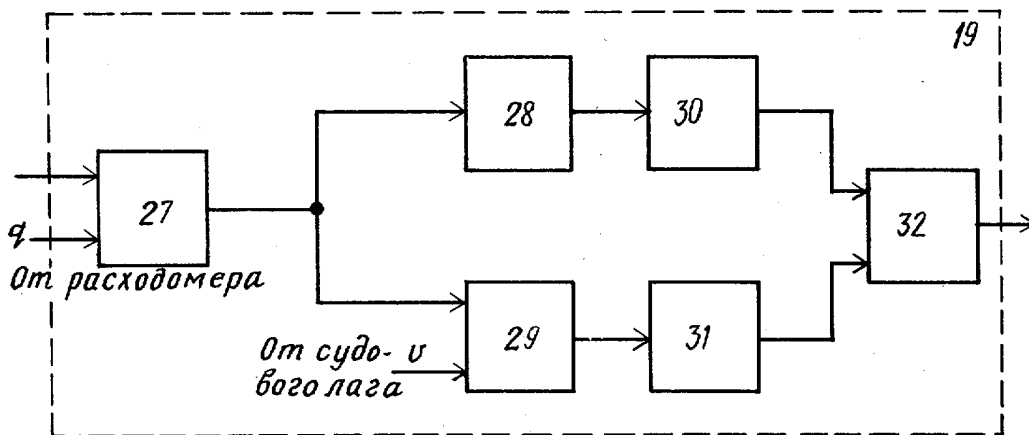 19
28
30
27
32
q
От расходомера
29
31
От судо- v
вого лага